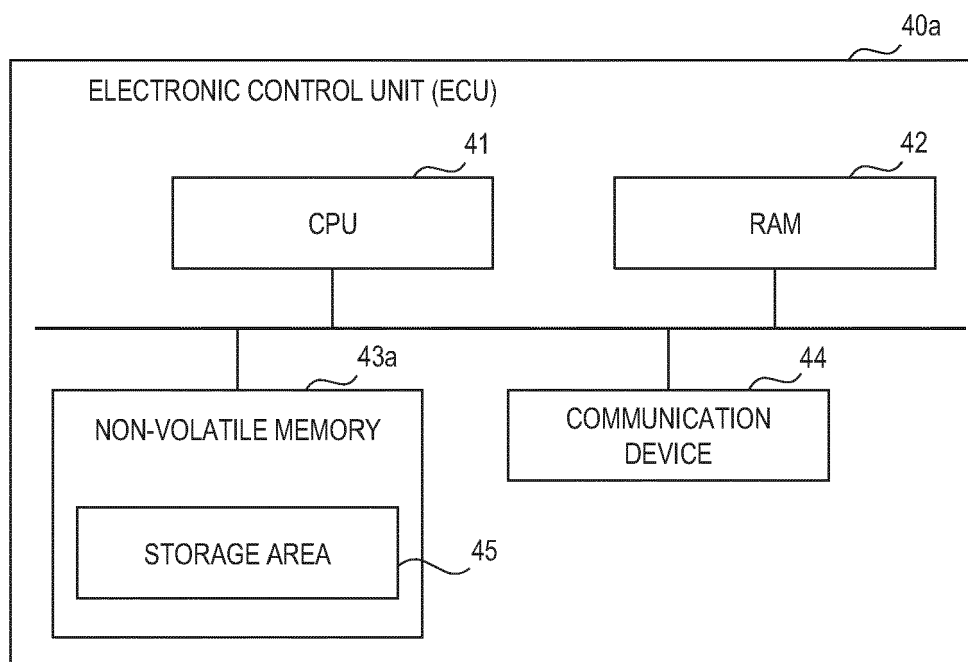 40a
ELECTRONIC CONTROL UNIT (ECU)
41
42
CPU
RAM
43a
44
NON-VOLATILE MEMORY
COMMUNICATION
DEVICE
STORAGE AREA
45